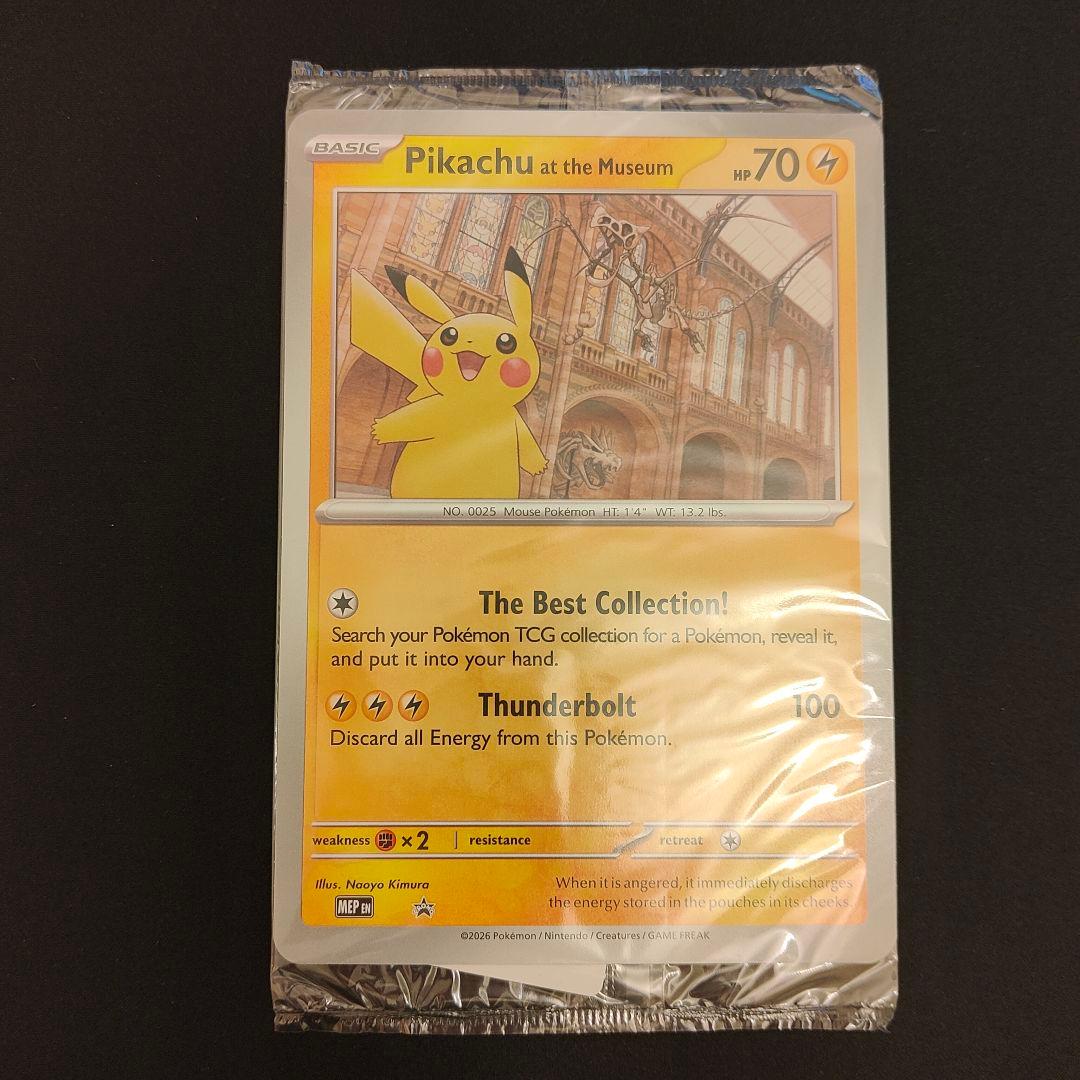 BASIC Pikachu at the Museum HP 70
NO. 0025 Mouse Pokémon HT: 1'4" WT: 13.2 lbs.
The Best Collection!
Search your Pokémon TCG collection for a Pokémon, reveal it,
and put it into your hand.
Thunderbolt 100
Discard all Energy from this Pokémon.
weakness ×2 resistance retreat
Illus. Naoyo Kimura
MEP EN
When it is angered, it immediately discharges
the energy stored in the pouches in its cheeks.
©2026 Pokémon / Nintendo / Creatures / GAME FREAK